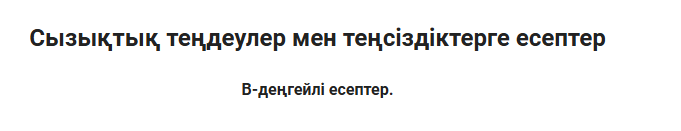 Сызықтық теңдеулер мен теңсіздіктерге есептер
В-деңгейлі есептер.